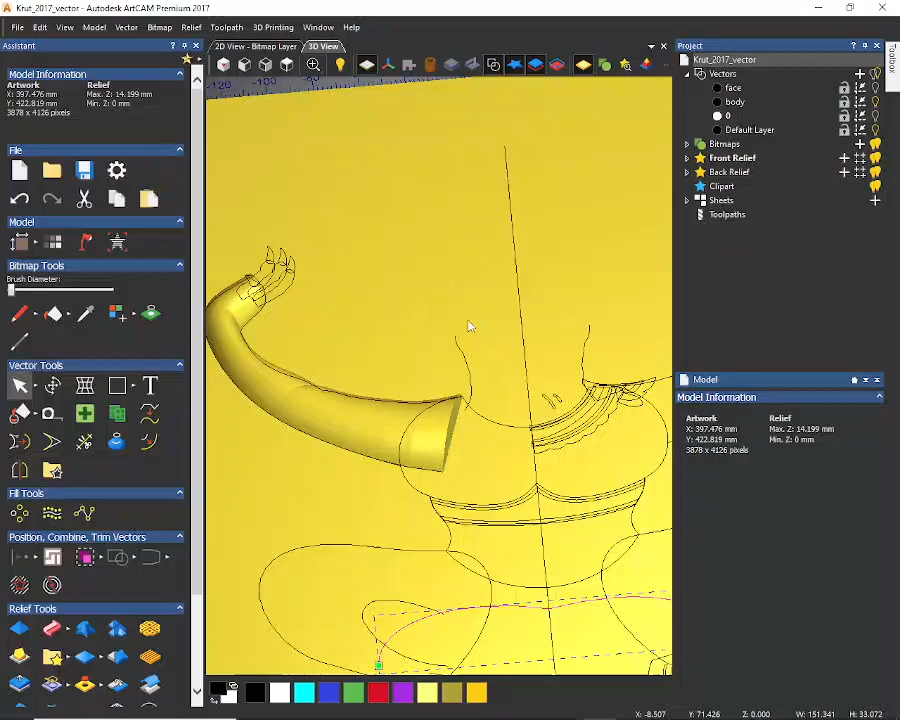 Krut_2017_vector - Autodesk ArtCAM Premium 2017
File Edit View Model Vector Bitmap Relief Toolpath 3D Printing Window Help
Assistant
2D View - Bitmap Layer 3D View
Project
Toolbox
Model Information
Artwork Relief
X: 397.476 mm Max. Z: 14.199 mm
Y: 422.819 mm Min. Z: 0 mm
3878 x 4126 pixels
File
Model
Bitmap Tools
Brush Diameter:
Vector Tools
Fill Tools
Position, Combine, Trim Vectors
Relief Tools
-120 -100 -80
Krut_2017_vector
Vectors
face
body
0
Default Layer
Bitmaps
Front Relief
Back Relief
Clipart
Sheets
Toolpaths
Model
Model Information
Artwork Relief
X: 397.476 mm Max. Z: 14.199 mm
Y: 422.819 mm Min. Z: 0 mm
3878 x 4126 pixels
X: -8.507 Y: 71.426 Z: 0.000 W: 151.341 H: 33.072